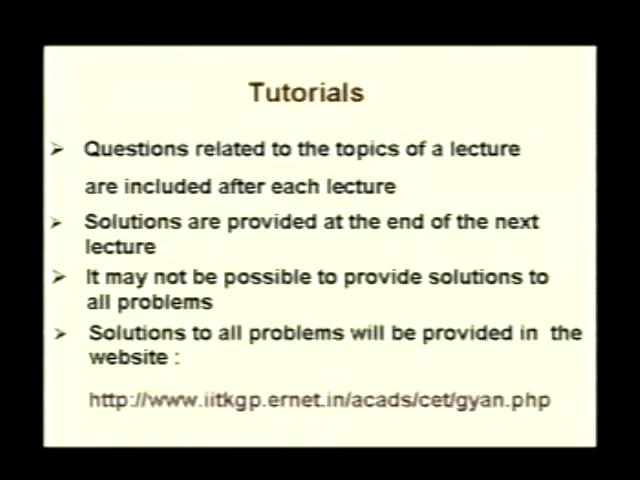 Tutorials
➢ Questions related to the topics of a lecture
are included after each lecture
➢ Solutions are provided at the end of the next
lecture
➢ It may not be possible to provide solutions to
all problems
➢ Solutions to all problems will be provided in the
website :
http://www.iitkgp.ernet.in/acads/cet/gyan.php